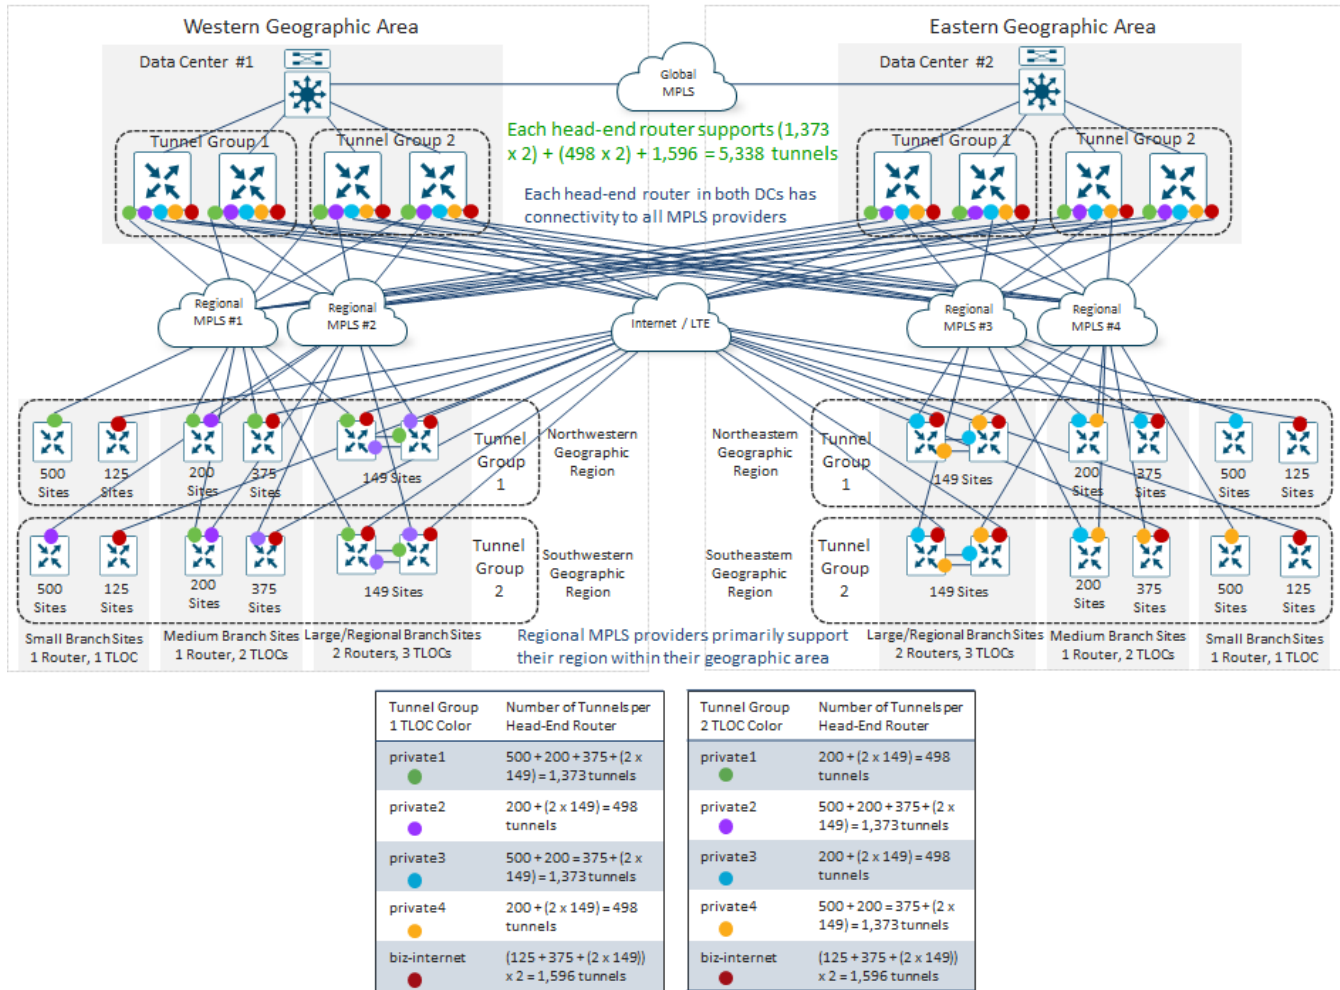 Western Geographic Area
Eastern Geographic Area
Data Center #1
Global
MPLS
Data Center #2
Each head-end router supports (1,373
x 2) + (498 x 2) + 1,596 = 5,338 tunnels
Tunnel Group 1
Tunnel Group 2
Tunnel Group 1
Tunnel Group 2
Each head-end router in both DCs has
connectivity to all MPLS providers
Regional
MPLS #1
Regional
MPLS #2
Internet / LTE
Regional
MPLS #3
Regional
MPLS #4
500
Sites
125
Sites
200
Sites
375
Sites
149 Sites
Tunnel
Group
1
Northwestern
Geographic
Region
Northeastern
Geographic
Region
Tunnel
Group
1
149 Sites
200
Sites
375
Sites
500
Sites
125
Sites
500
Sites
125
Sites
200
Sites
375
Sites
149 Sites
Tunnel
Group
2
Southwestern
Geographic
Region
Southeastern
Geographic
Region
Tunnel
Group
2
149 Sites
200
Sites
375
Sites
500
Sites
125
Sites
Small Branch Sites
1 Router, 1 TLOC
Medium Branch Sites
1 Router, 2 TLOCs
Large/Regional Branch Sites
2 Routers, 3 TLOCs
Regional MPLS providers primarily support
their region within their geographic area
Large/Regional Branch Sites
2 Routers, 3 TLOCs
Medium Branch Sites
1 Router, 2 TLOCs
Small Branch Sites
1 Router, 1 TLOC
Tunnel Group
1 TLOC Color
Number of Tunnels per
Head-End Router
private1
500 + 200 + 375 + (2 x
149) = 1,373 tunnels
private2
200 + (2 x 149) = 498
tunnels
private3
500 + 200 = 375 + (2 x
149) = 1,373 tunnels
private4
200 + (2 x 149) = 498
tunnels
biz-internet
(125 + 375 + (2 x 149))
x 2 = 1,596 tunnels
Tunnel Group
2 TLOC Color
Number of Tunnels per
Head-End Router
private1
200 + (2 x 149) = 498
tunnels
private2
500 + 200 + 375 + (2 x
149) = 1,373 tunnels
private3
200 + (2 x 149) = 498
tunnels
private4
500 + 200 = 375 + (2 x
149) = 1,373 tunnels
biz-internet
(125 + 375 + (2 x 149))
x 2 = 1,596 tunnels